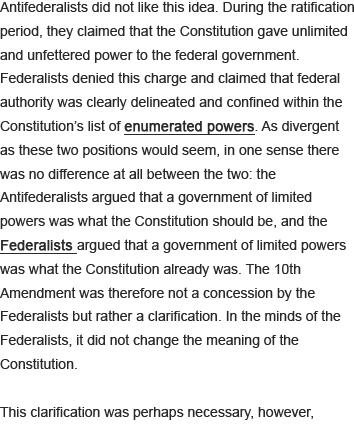 Antifederalists did not like this idea. During the ratification
period, they claimed that the Constitution gave unlimited
and unfettered power to the federal government.
Federalists denied this charge and claimed that federal
authority was clearly delineated and confined within the
Constitution’s list of enumerated powers. As divergent
as these two positions would seem, in one sense there
was no difference at all between the two: the
Antifederalists argued that a government of limited
powers was what the Constitution should be, and the
Federalists argued that a government of limited powers
was what the Constitution already was. The 10th
Amendment was therefore not a concession by the
Federalists but rather a clarification. In the minds of the
Federalists, it did not change the meaning of the
Constitution.
This clarification was perhaps necessary, however,